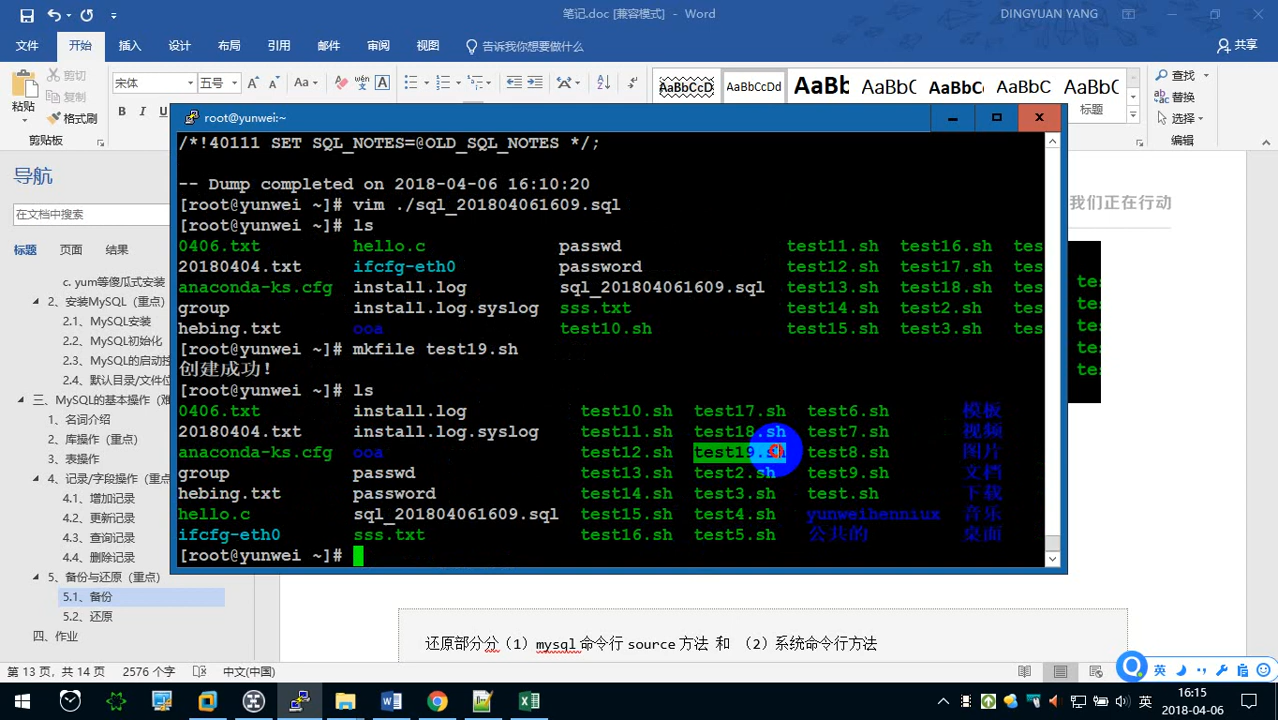 笔记.doc [兼容模式] - Word
DINGYUAN YANG
文件 开始 插入 设计 布局 引用 邮件 审阅 视图 告诉我你想要做什么 共享
剪切
复制
格式刷
粘贴
剪贴板
宋体 五号
AaBbCcD AaBbCcDd AaBb AaBbC AaBbC AaBbC AaBbC
标题
查找
替换
选择
编辑
导航
在文档中搜索
标题 页面 结果
c. yum等傻瓜式安装
2、安装MySQL（重点）
2.1、MySQL安装
2.2、MySQL初始化
2.3、MySQL的启动控
2.4、默认目录/文件位
三、MySQL的基本操作（难
1、名词介绍
2、库操作（重点）
3、表操作
4、记录/字段操作（重点
4.1、增加记录
4.2、更新记录
4.3、查询记录
4.4、删除记录
5、备份与还原（重点）
5.1、备份
5.2、还原
四、作业
root@yunwei:~
/*!40111 SET SQL_NOTES=@OLD_SQL_NOTES */;
-- Dump completed on 2018-04-06 16:10:20
[root@yunwei ~]# vim ./sql_201804061609.sql
[root@yunwei ~]# ls
0406.txt hello.c passwd test11.sh test16.sh tes
20180404.txt ifcfg-eth0 password test12.sh test17.sh tes
anaconda-ks.cfg install.log sql_201804061609.sql test13.sh test18.sh tes
group install.log.syslog sss.txt test14.sh test2.sh tes
hebing.txt ooa test10.sh test15.sh test3.sh tes
[root@yunwei ~]# mkfile test19.sh
创建成功!
[root@yunwei ~]# ls
0406.txt install.log test10.sh test17.sh test6.sh 模板
20180404.txt install.log.syslog test11.sh test18.sh test7.sh 视频
anaconda-ks.cfg ooa test12.sh test19.sh test8.sh 图片
group passwd test13.sh test2.sh test9.sh 文档
hebing.txt password test14.sh test3.sh test.sh 下载
hello.c sql_201804061609.sql test15.sh test4.sh yunweihenniux 音乐
ifcfg-eth0 sss.txt test16.sh test5.sh 公共的 桌面
[root@yunwei ~]#
我们正在行动
tes
tes
tes
tes
tes
还原部分分（1）mysql 命令行 source 方法 和 （2）系统命令行方法
第 13 页，共 14 页 2576 个字 中文(中国)
英
英 16:15
2018-04-06